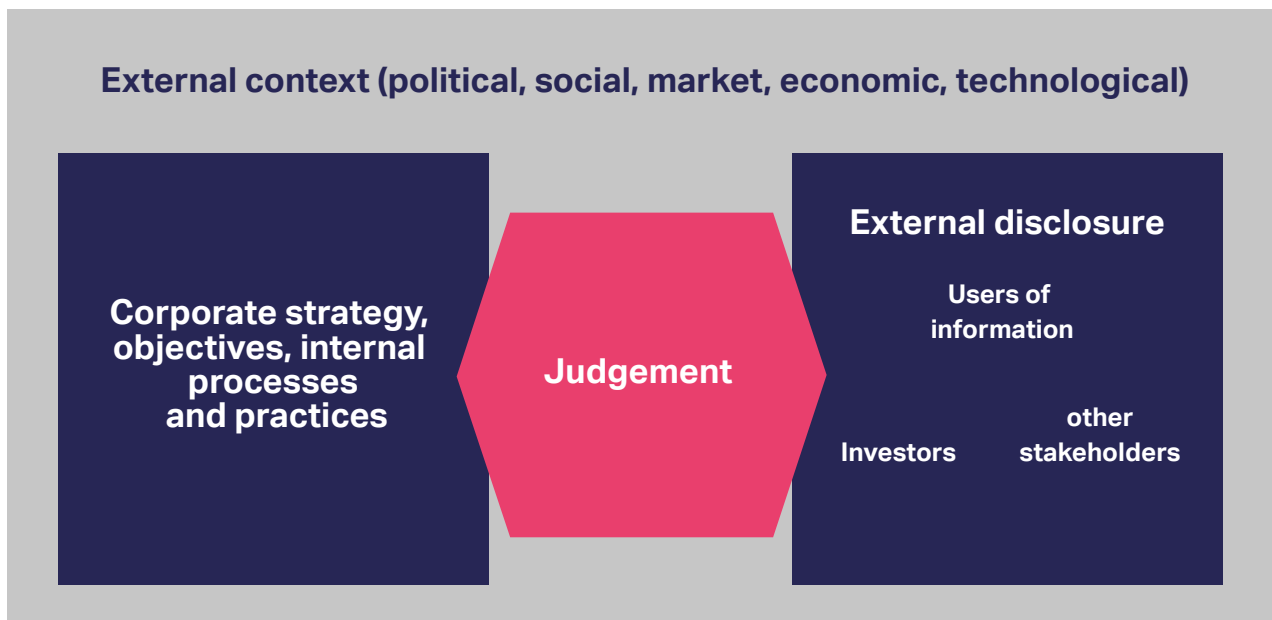 External context (political, social, market, economic, technological)
Corporate strategy,
objectives, internal
processes
and practices
Judgement
External disclosure
Users of
information
Investors
other
stakeholders